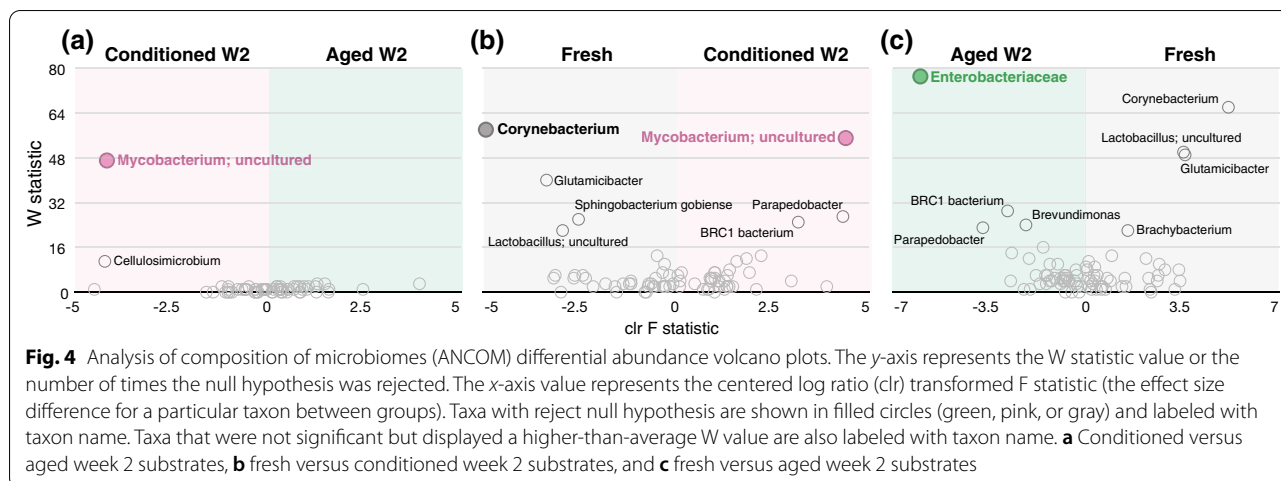 (a)
Conditioned W2 Aged W2
W statistic
80
64
48
32
16
0
Mycobacterium; uncultured
Cellulosimicrobium
-5 -2.5 0 2.5 5
(b)
Fresh Conditioned W2
Corynebacterium
Mycobacterium; uncultured
Glutamicibacter
Sphingobacterium gobiense
Parapedobacter
Lactobacillus; uncultured
BRC1 bacterium
-5 -2.5 0 2.5 5
clr F statistic
(c)
Aged W2 Fresh
Enterobacteriaceae
Corynebacterium
Lactobacillus; uncultured
Glutamicibacter
BRC1 bacterium
Brevundimonas
Parapedobacter
Brachybacterium
-7 -3.5 0 3.5 7
Fig. 4 Analysis of composition of microbiomes (ANCOM) differential abundance volcano plots. The y-axis represents the W statistic value or the
number of times the null hypothesis was rejected. The x-axis value represents the centered log ratio (clr) transformed F statistic (the effect size
difference for a particular taxon between groups). Taxa with reject null hypothesis are shown in filled circles (green, pink, or gray) and labeled with
taxon name. Taxa that were not significant but displayed a higher-than-average W value are also labeled with taxon name. a Conditioned versus
aged week 2 substrates, b fresh versus conditioned week 2 substrates, and c fresh versus aged week 2 substrates